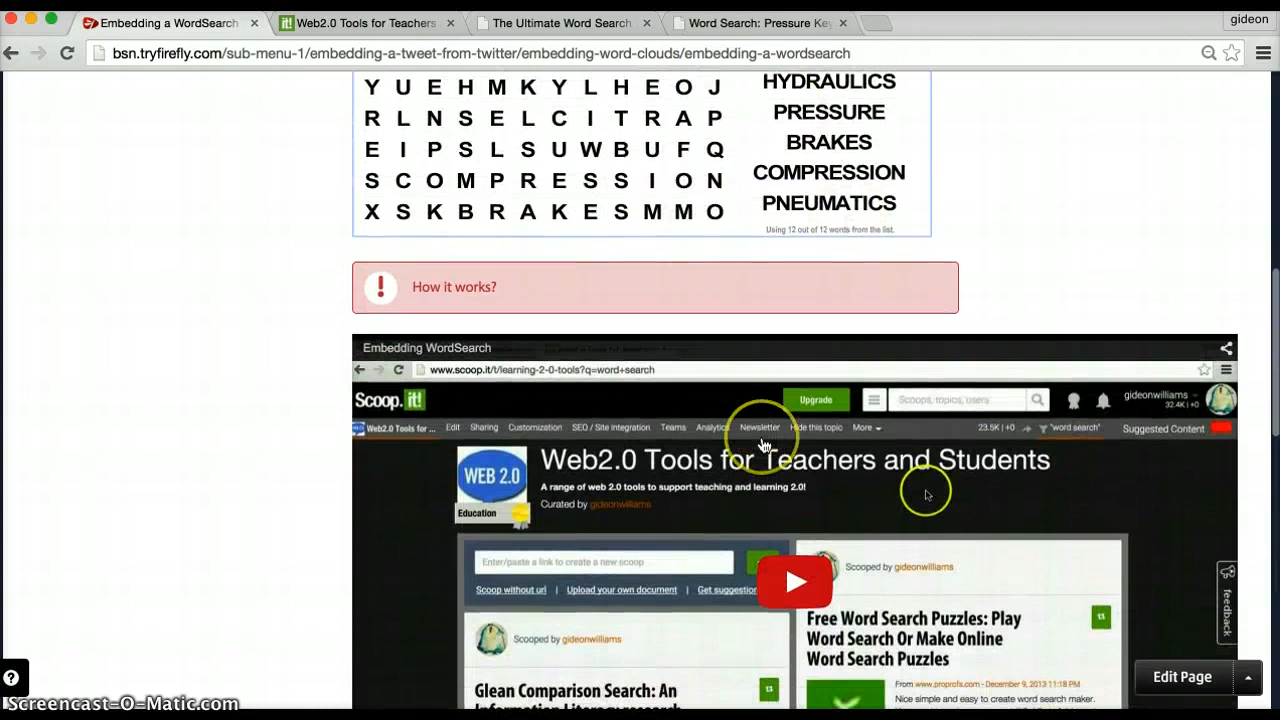 Embedding a WordSearch
Web2.0 Tools for Teachers
The Ultimate Word Search
Word Search: Pressure Key
gideon
bsn.tryfirefly.com/sub-menu-1/embedding-a-tweet-from-twitter/embedding-word-clouds/embedding-a-wordsearch
Y U E H M K Y L H E O J
HYDRAULICS
R L N S E L C I T R A P
PRESSURE
E I P S L S U W B U F Q
BRAKES
S C O M P R E S S I O N
COMPRESSION
X S K B R A K E S M M O
PNEUMATICS
Using 12 out of 12 words from the list.
! How it works?
Embedding WordSearch
www.scoop.it/t/learning-2-0-tools?q=word+search
Scoop.it!
Upgrade
Scoops, topics, users
gideonwilliams
32.4K | +0
Web2.0 Tools for ... Edit Sharing Customization SEO / Site integration Teams Analytics Newsletter Hide this topic More 23.5K | +0 "word search" Suggested Content
WEB 2.0
Education
Web2.0 Tools for Teachers and Students
A range of web 2.0 tools to support teaching and learning 2.0!
Curated by gideonwilliams
Enter/paste a link to create a new scoop
Scoop without url | Upload your own document | Get suggestion
Scooped by gideonwilliams
Glean Comparison Search: An
Scooped by gideonwilliams
Free Word Search Puzzles: Play
Word Search Or Make Online
Word Search Puzzles
From www.proprofs.com - December 9, 2013 11:18 PM
Nice simple and easy to create word search maker.
feedback
?
Edit Page
Screencast-O-Matic.com